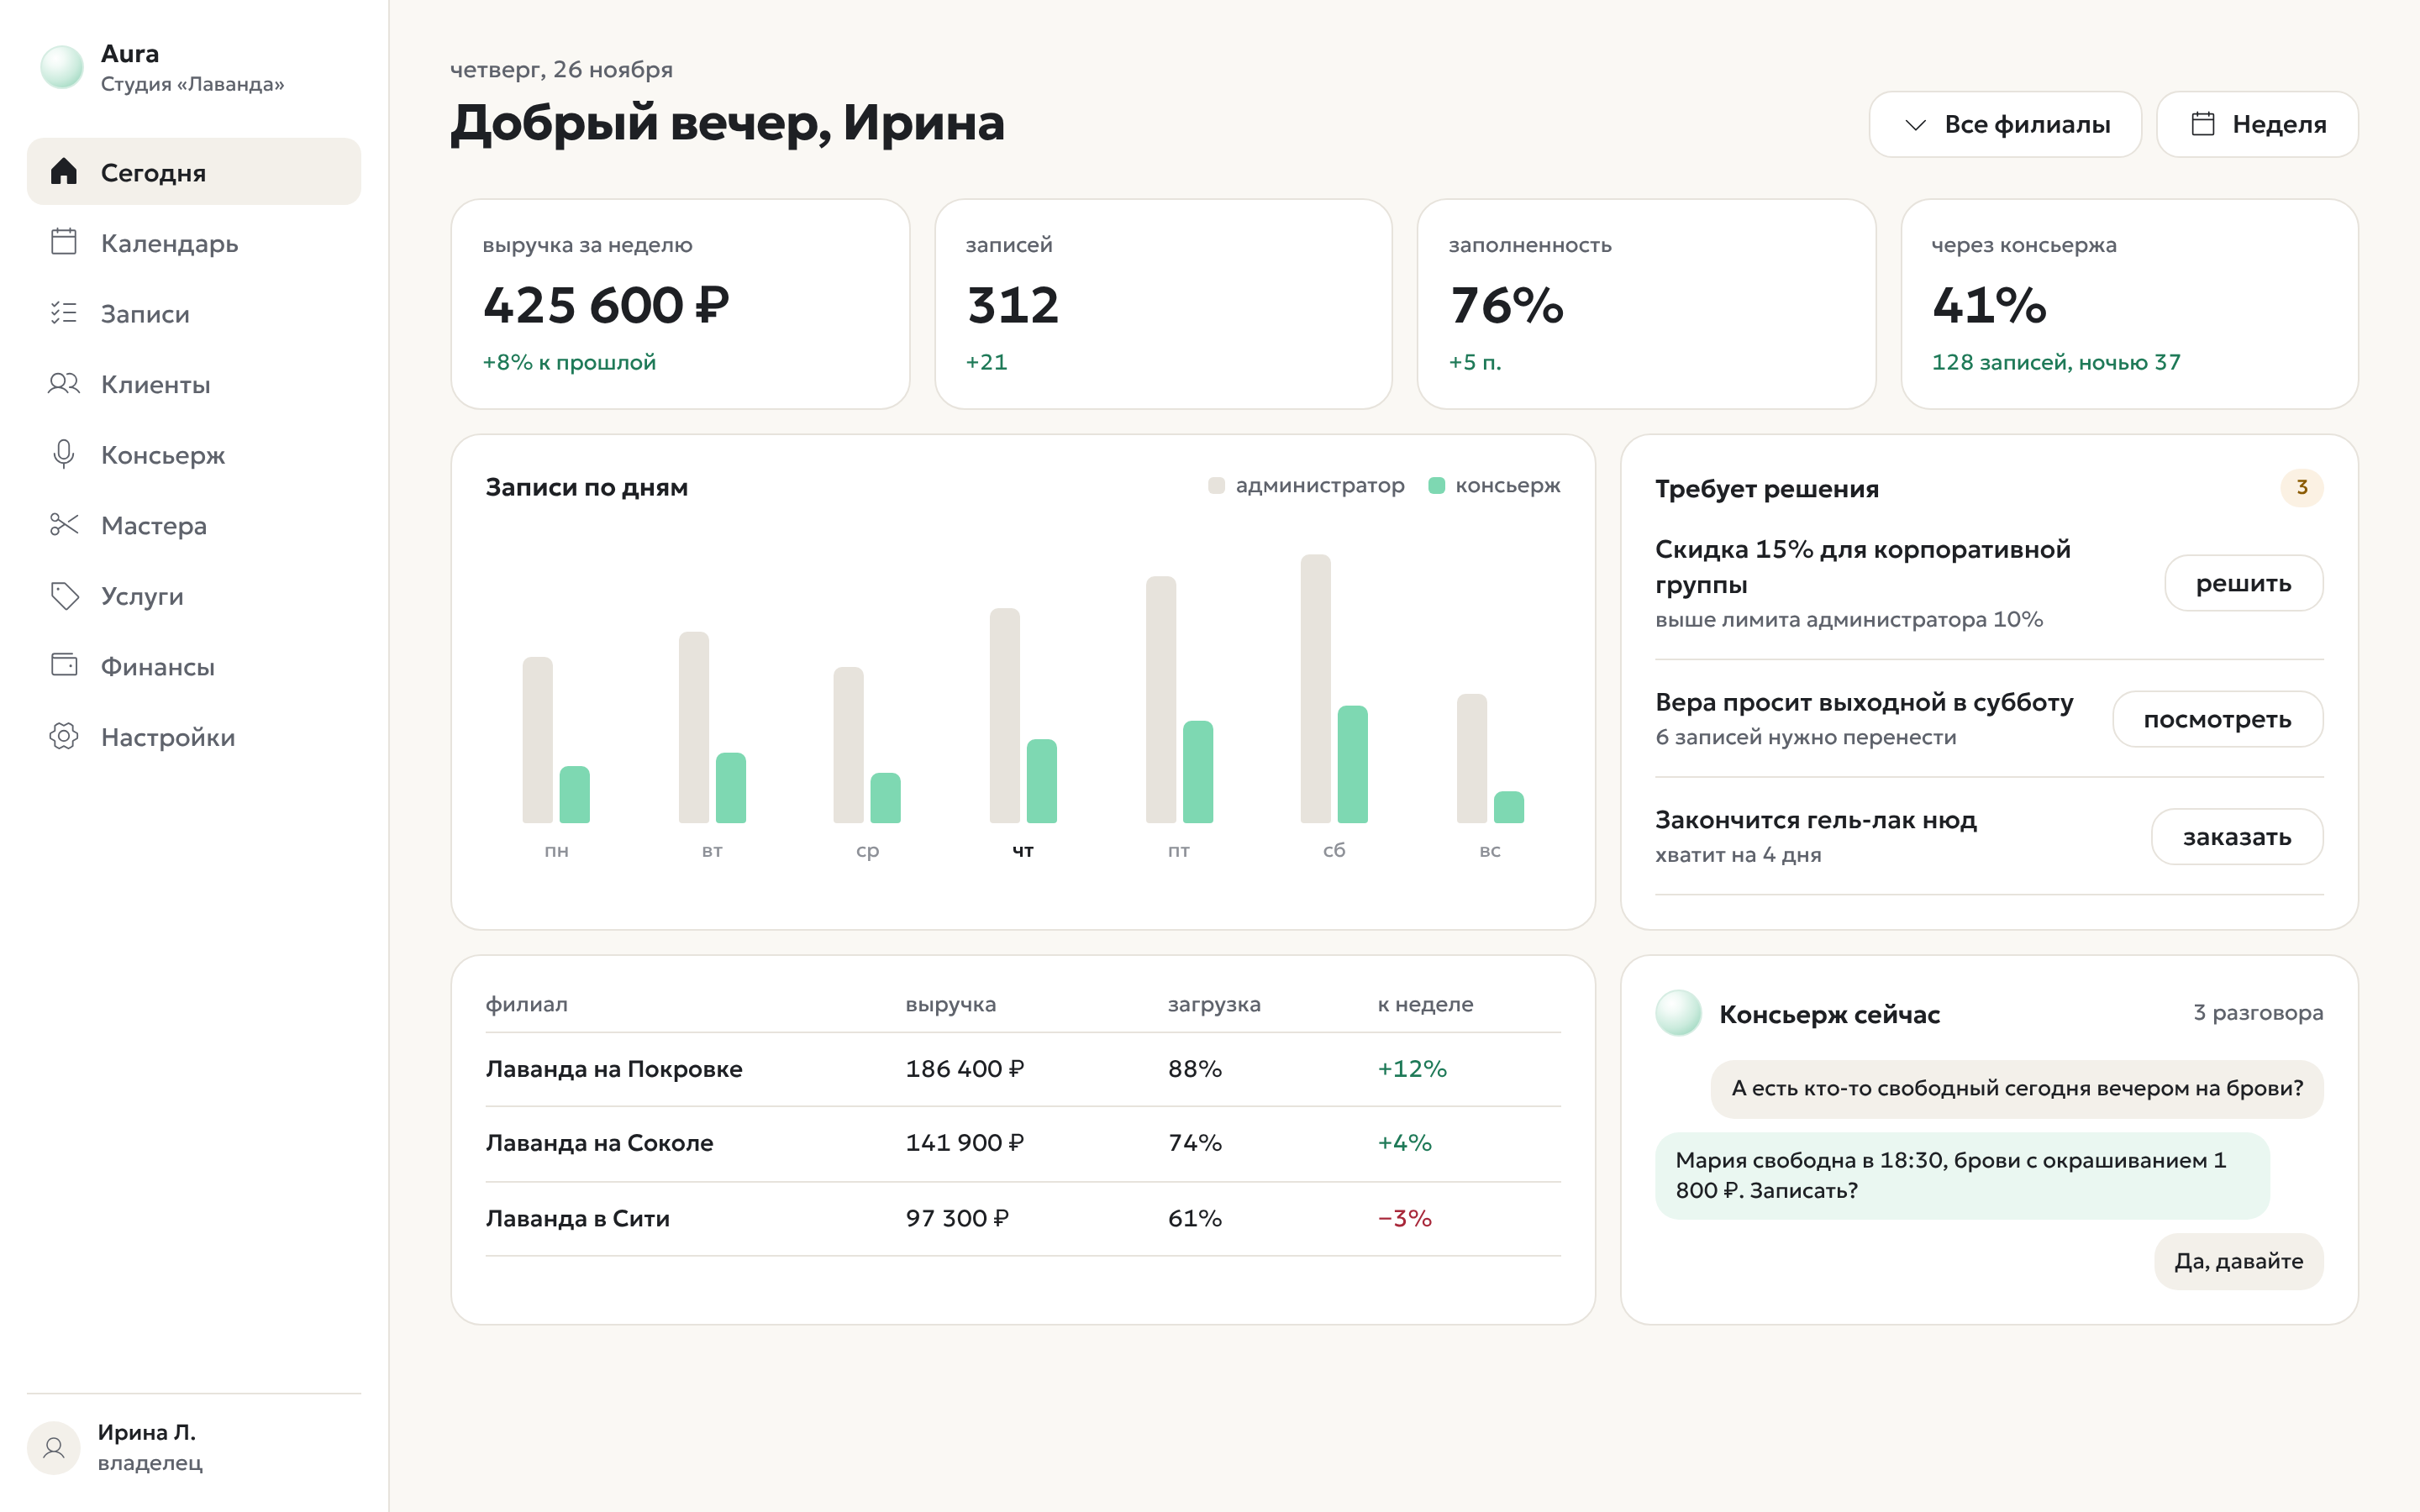 Aura
Студия «Лаванда»
Сегодня
Календарь
Записи
Клиенты
Консьерж
Мастера
Услуги
Финансы
Настройки
Ирина Л.
владелец
четверг, 26 ноября
Добрый вечер, Ирина
Все филиалы
Неделя
выручка за неделю
425 600 ₽
+8% к прошлой
записей
312
+21
заполненность
76%
+5 п.
через консьержа
41%
128 записей, ночью 37
Записи по дням
администратор
консьерж
пн
вт
ср
чт
пт
сб
вс
Требует решения
3
Скидка 15% для корпоративной
группы
выше лимита администратора 10%
решить
Вера просит выходной в субботу
6 записей нужно перенести
посмотреть
Закончится гель-лак нюд
хватит на 4 дня
заказать
филиал выручка загрузка к неделе
Лаванда на Покровке 186 400 ₽ 88% +12%
Лаванда на Соколе 141 900 ₽ 74% +4%
Лаванда в Сити 97 300 ₽ 61% −3%
Консьерж сейчас
3 разговора
А есть кто-то свободный сегодня вечером на брови?
Мария свободна в 18:30, брови с окрашиванием 1
800 ₽. Записать?
Да, давайте